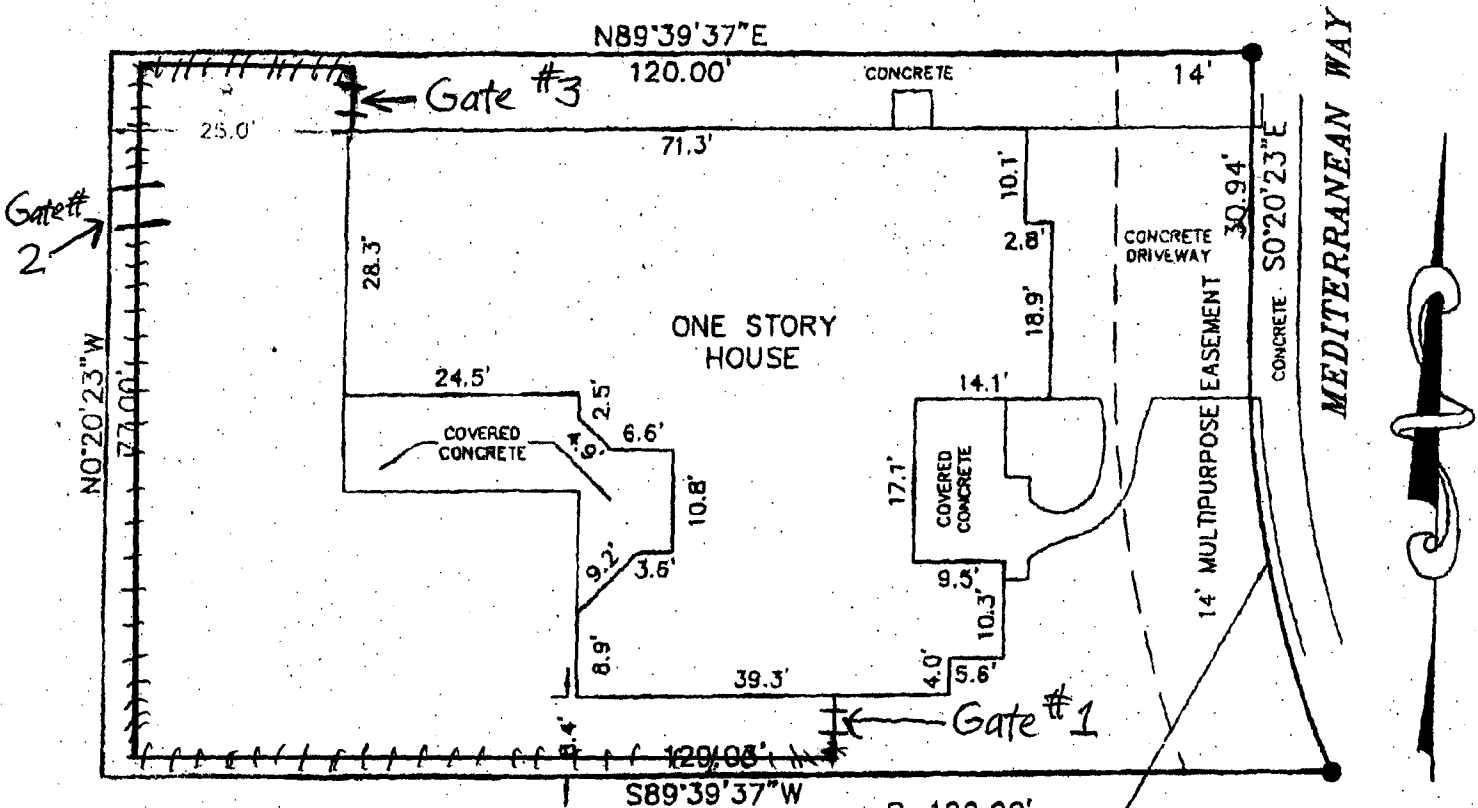 N89°39'37"E
120.00'
CONCRETE
14'
MEDITERRANEAN WAY
Gate #3
25.0'
71.3'
10.1'
30.94'
S0°20'23"E
Gate#
2
28.3'
2.8'
CONCRETE
DRIVEWAY
18.9'
ONE STORY
HOUSE
14' MULTIPURPOSE EASEMENT
CONCRETE
N0°20'23"W
77.00'
24.5'
2.5'
14.1'
6.6'
COVERED
CONCRETE
10.8'
17.1'
COVERED
CONCRETE
9.2'
3.6'
9.5'
10.3'
8.9'
39.3'
4.0'
5.6'
Gate #1
S89°39'37"W